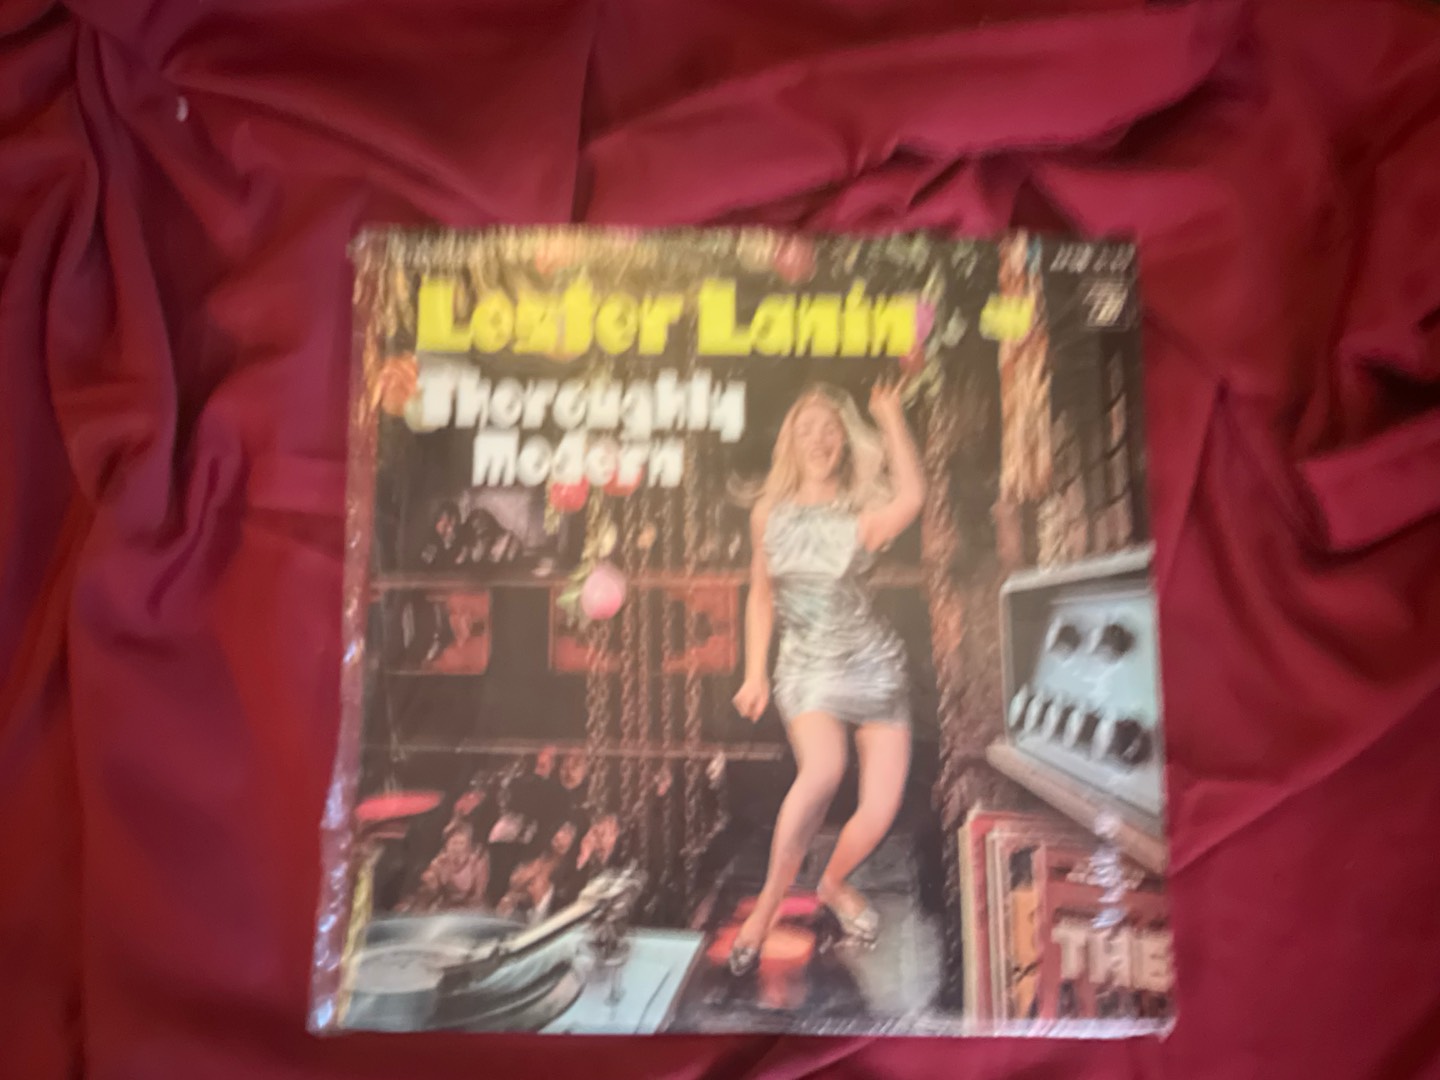 Lester Lanin
Thoroughly
Modern
THE